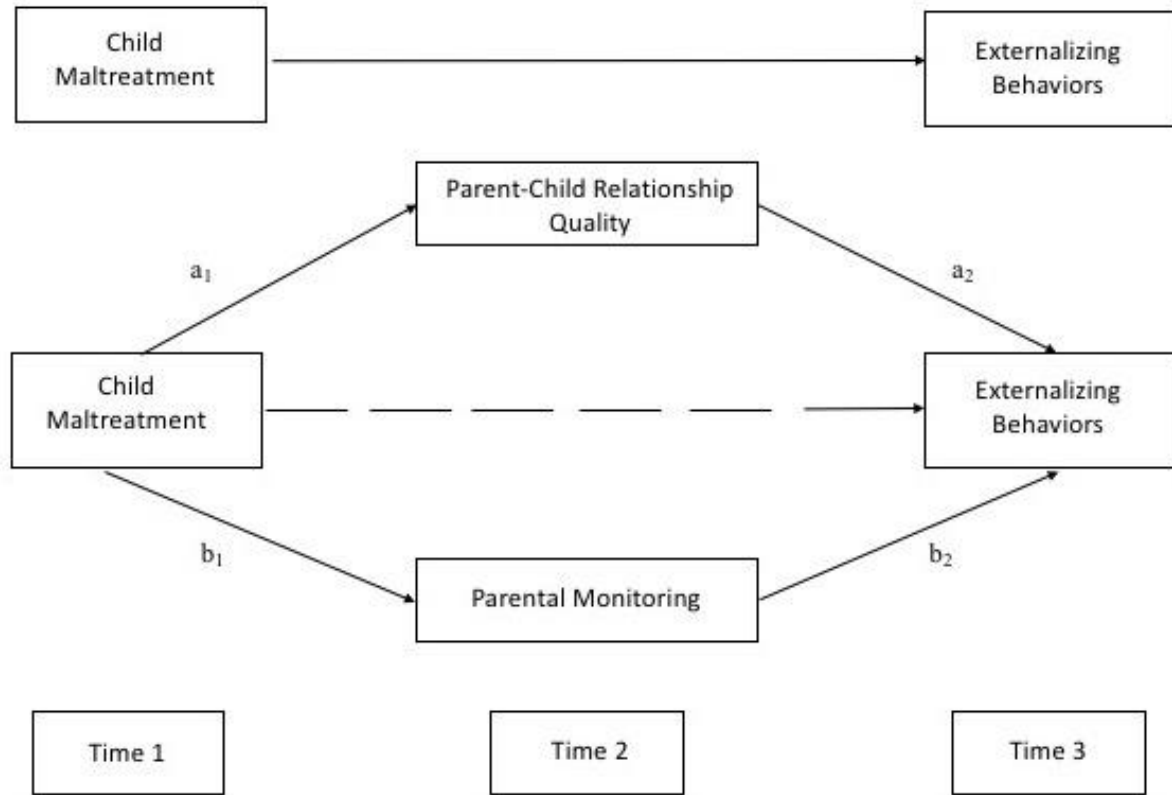 Child
Maltreatment
Externalizing
Behaviors
Parent-Child Relationship
Quality
a₁
a₂
Child
Maltreatment
Externalizing
Behaviors
b₁
b₂
Parental Monitoring
Time 1
Time 2
Time 3